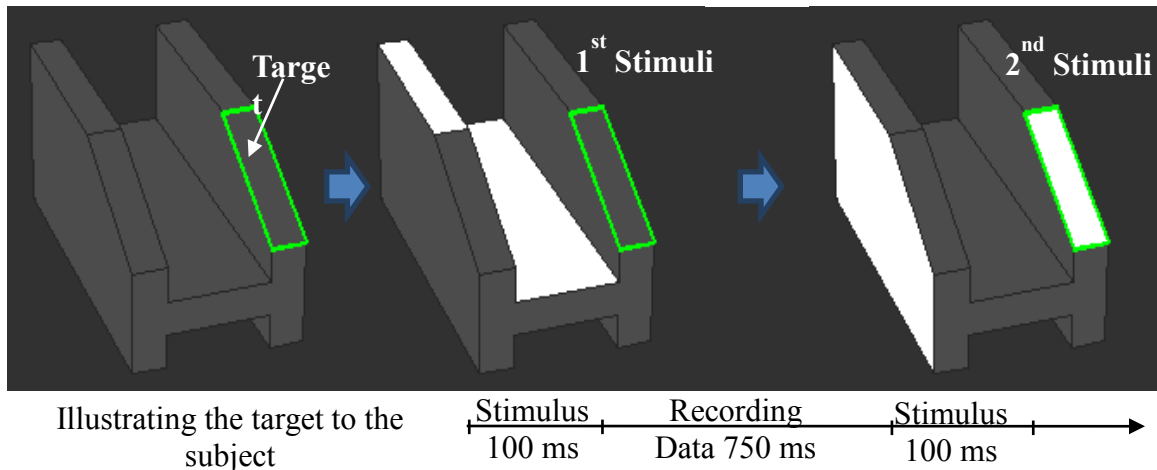 Targe
t
1st Stimuli
2nd Stimuli
Illustrating the target to the
subject
Stimulus
100 ms
Recording
Data 750 ms
Stimulus
100 ms